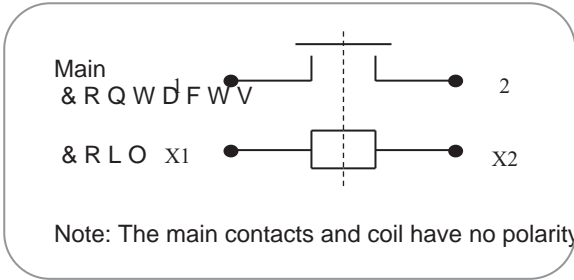 Main
& R Q W D F W V 1 2
& R L O X1 X2
Note: The main contacts and coil have no polarity